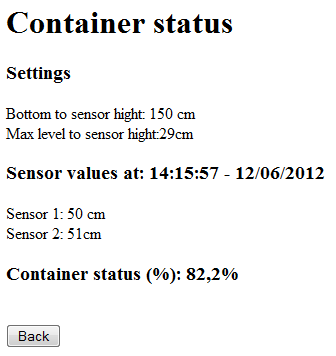 Container status
Settings
Bottom to sensor hight: 150 cm
Max level to sensor hight:29cm
Sensor values at: 14:15:57 - 12/06/2012
Sensor 1: 50 cm
Sensor 2: 51cm
Container status (%): 82,2%
Back